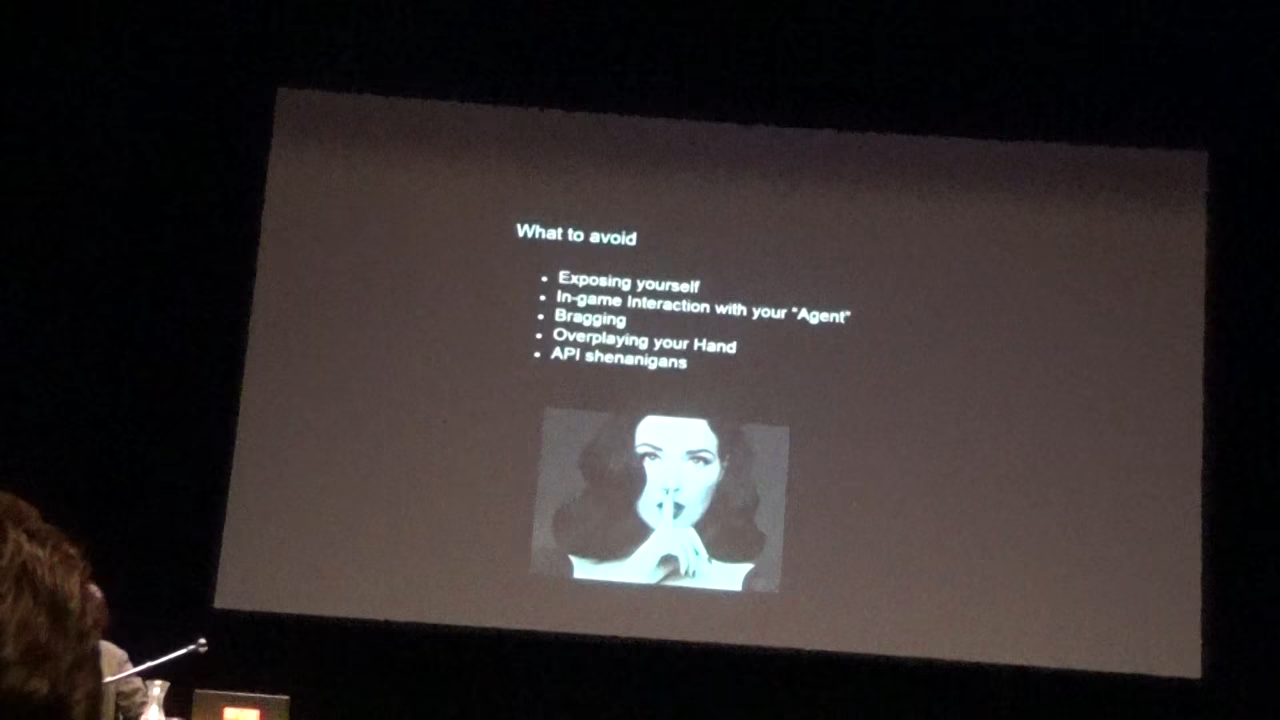 What to avoid
• Exposing yourself
• In-game Interaction with your "Agent"
• Bragging
• Overplaying your Hand
• API shenanigans